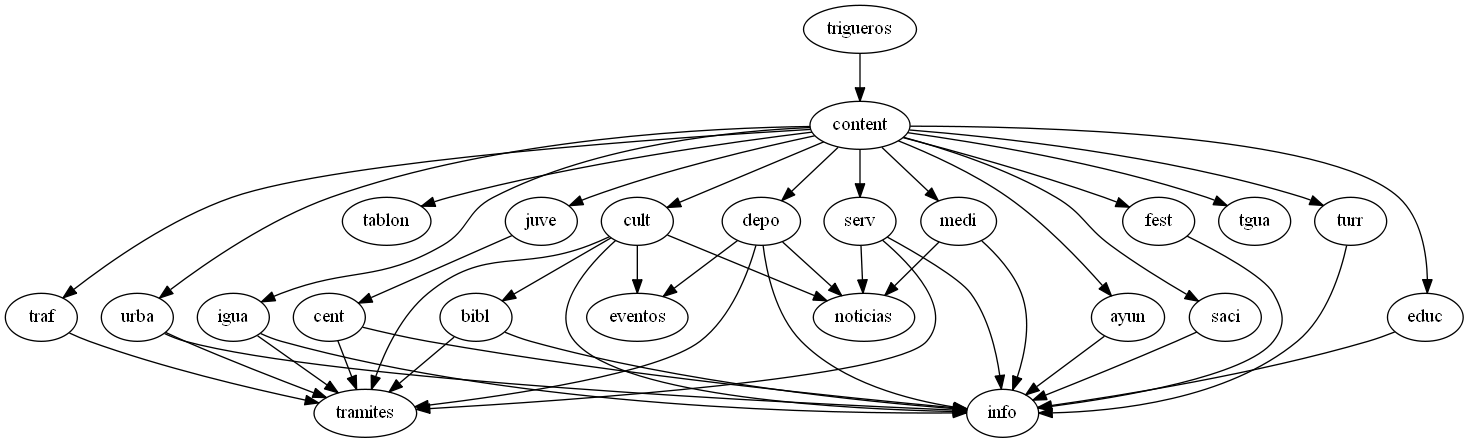 trigueros
content
tablon
juve
cult
depo
serv
medi
fest
tgua
turr
traf
urba
igua
cent
bibl
eventos
noticias
ayun
saci
educ
tramites
info